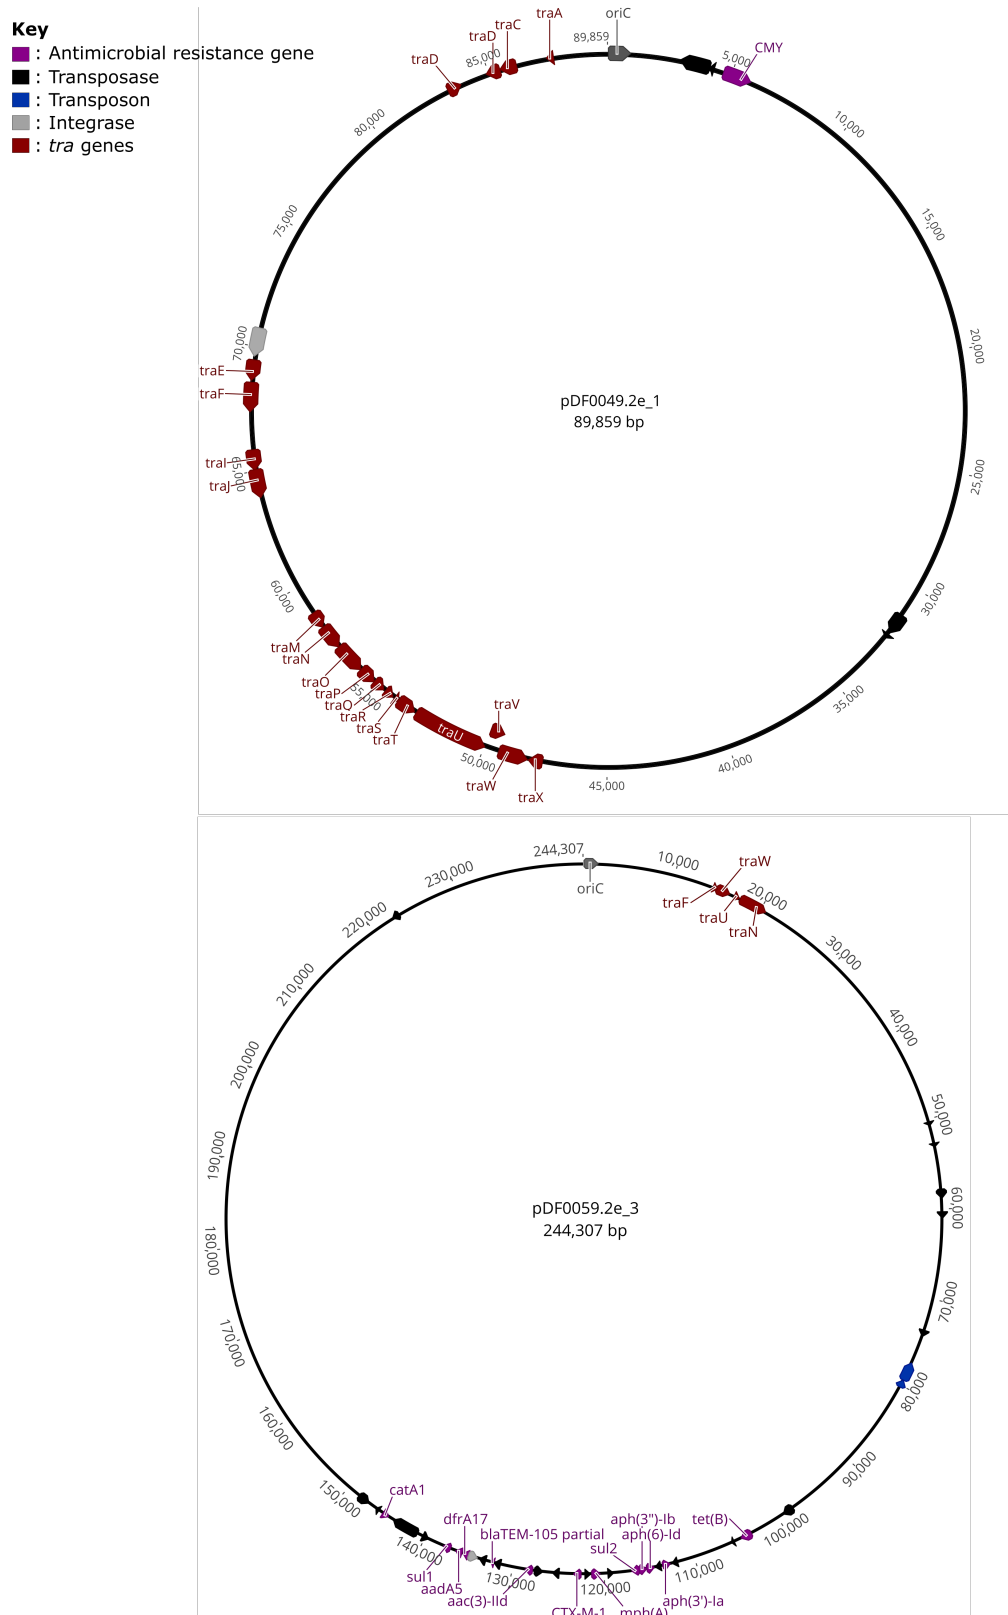 Key
: Antimicrobial resistance gene
: Transposase
: Transposon
: Integrase
: tra genes
traD
traD
85,000
traC
traA
89,859
oriC
5,000
CMY
10,000
15,000
20,000
25,000
30,000
35,000
40,000
45,000
traX
traW
traV
50,000
traU
traT
traS
traR
55,000
traQ
traP
traO
traN
traM
60,000
traJ
65,000
traI
traF
traE
70,000
75,000
80,000
pDF0049.2e_1
89,859 bp
244,307
oriC
10,000
traF
traW
traU
20,000
traN
30,000
40,000
50,000
60,000
70,000
80,000
90,000
100,000
tet(B)
110,000
aph(3')-Ia
aph(6)-Id
aph(3")-Ib
sul2
120,000
mph(A)
CTX-M-1
130,000
aac(3)-IId
blaTEM-105 partial
dfrA17
aadA5
sul1
140,000
catA1
150,000
160,000
170,000
180,000
190,000
200,000
210,000
220,000
230,000
pDF0059.2e_3
244,307 bp